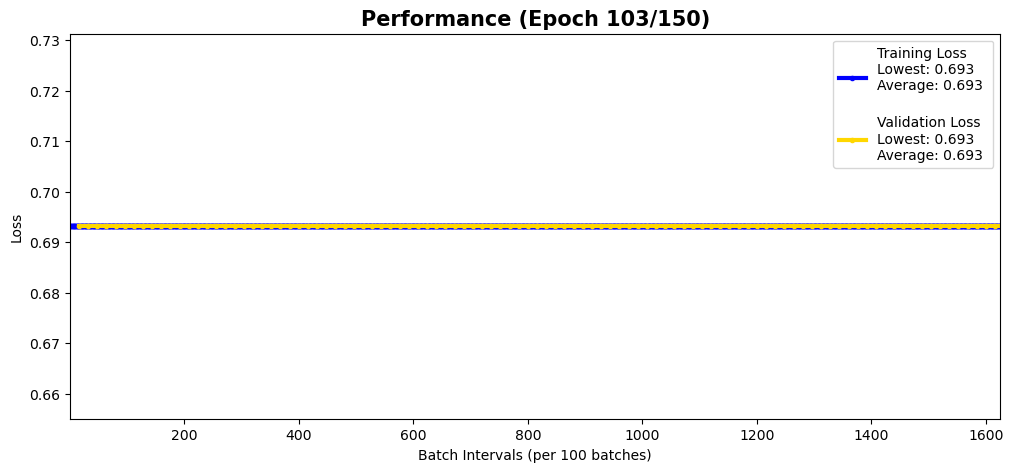 Performance (Epoch 103/150)
0.73
0.72
0.71
0.70
0.69
0.68
0.67
0.66
Loss
Training Loss
Lowest: 0.693
Average: 0.693
Validation Loss
Lowest: 0.693
Average: 0.693
200
400
600
800
1000
1200
1400
1600
Batch Intervals (per 100 batches)